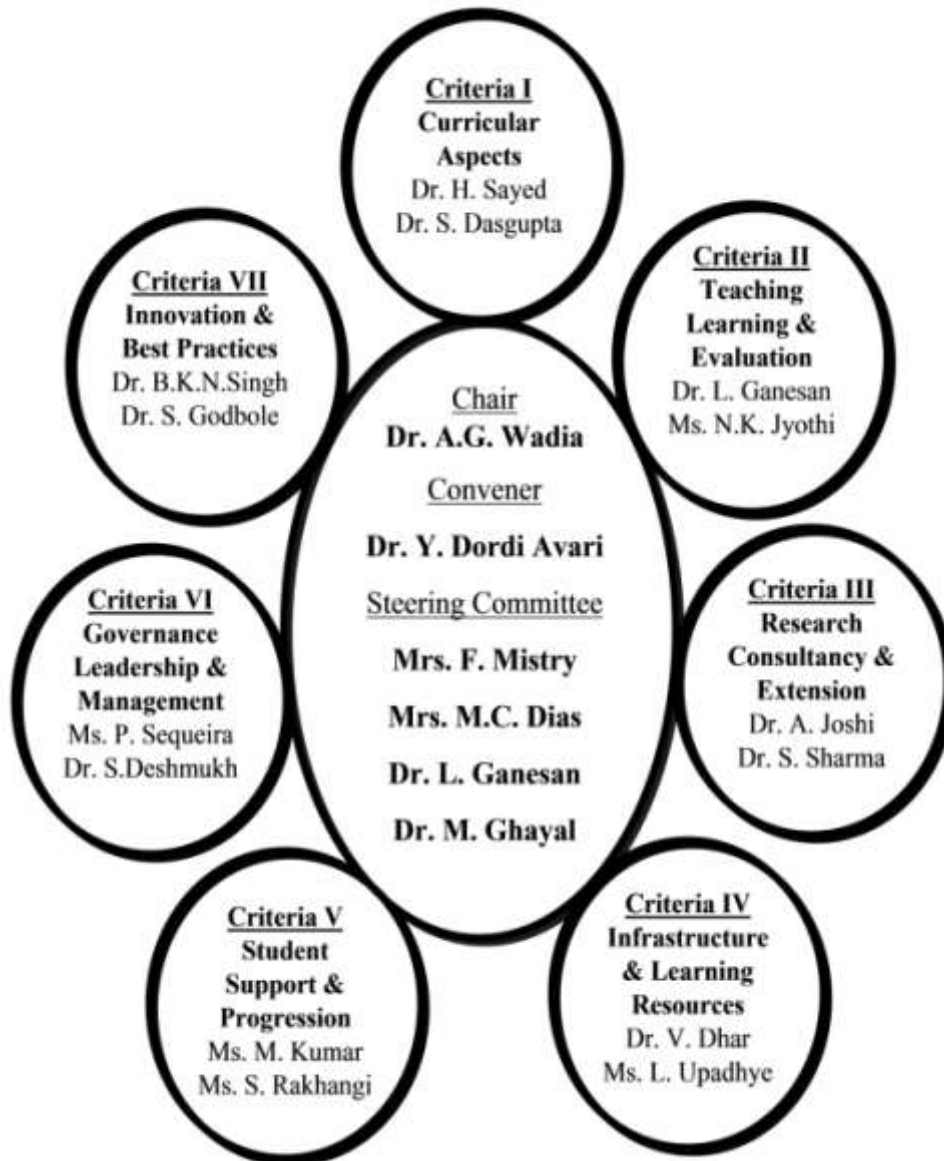 Criteria I
Curricular
Aspects
Dr. H. Sayed
Dr. S. Dasgupta
Criteria II
Teaching
Learning &
Evaluation
Dr. L. Ganesan
Ms. N.K. Jyothi
Criteria III
Research
Consultancy &
Extension
Dr. A. Joshi
Dr. S. Sharma
Criteria IV
Infrastructure
& Learning
Resources
Dr. V. Dhar
Ms. L. Upadhye
Criteria V
Student
Support &
Progression
Ms. M. Kumar
Ms. S. Rakhangi
Criteria VI
Governance
Leadership &
Management
Ms. P. Sequeira
Dr. S.Deshmukh
Criteria VII
Innovation &
Best Practices
Dr. B.K.N.Singh
Dr. S. Godbole
Chair
Dr. A.G. Wadia
Convener
Dr. Y. Dordi Avari
Steering Committee
Mrs. F. Mistry
Mrs. M.C. Dias
Dr. L. Ganesan
Dr. M. Ghayal